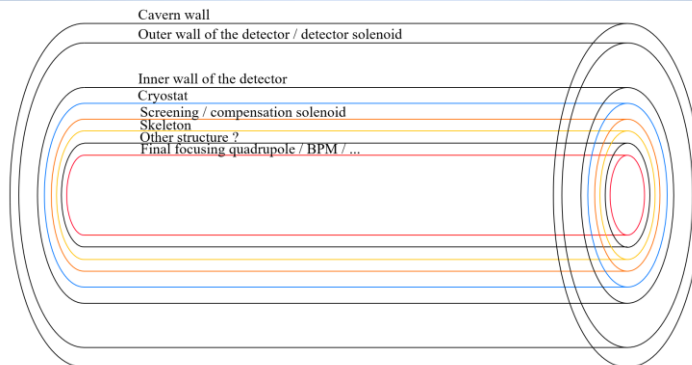 Cavern wall
Outer wall of the detector / detector solenoid
Inner wall of the detector
Cryostat
Screening / compensation solenoid
Skeleton
Other structure ?
Final focusing quadrupole / BPM / ...